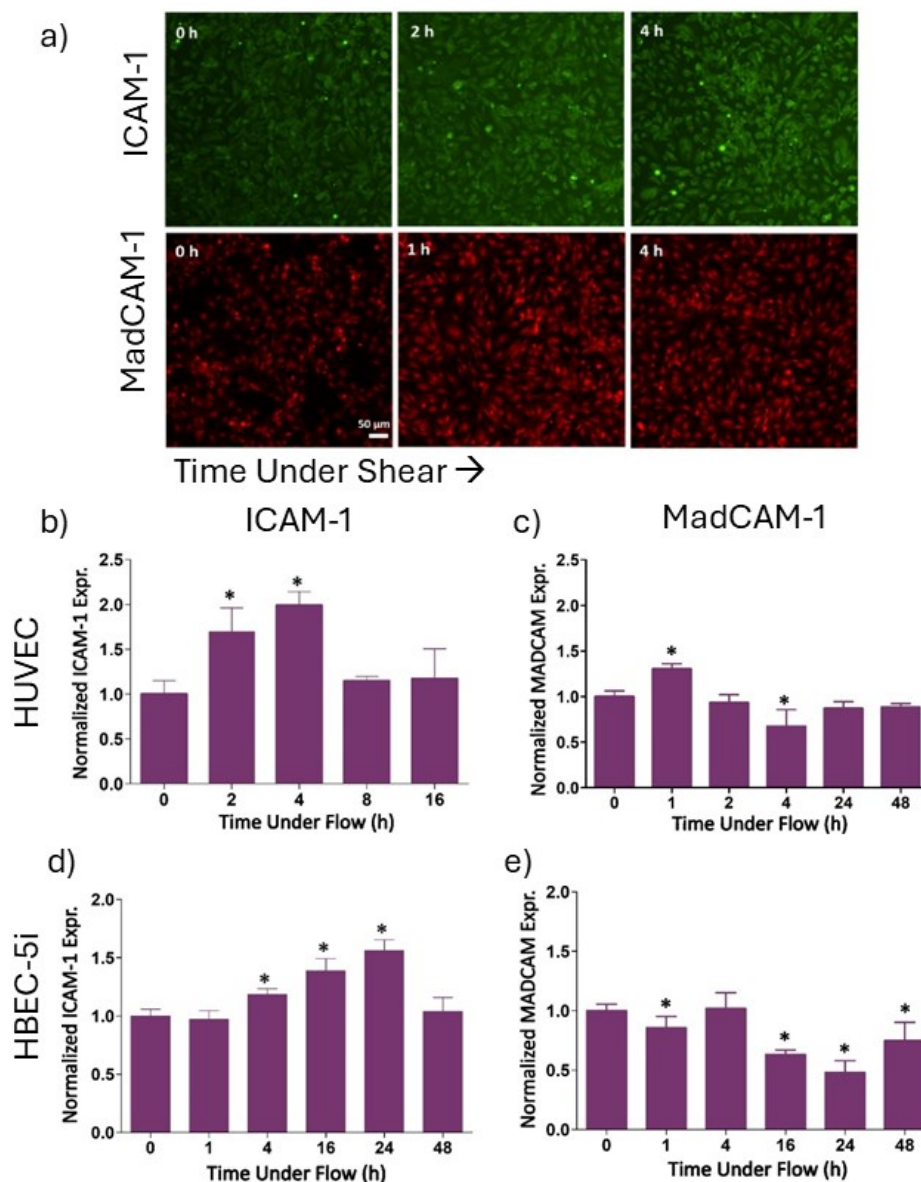 a)
ICAM-1
0 h
2 h
4 h
MadCAM-1
0 h
1 h
4 h
50 µm
Time Under Shear →
ICAM-1
MadCAM-1
HUVEC
b)
Normalized ICAM-1 Expr.
2.5
2.0
1.5
1.0
0.5
0.0
* *
0 2 4 8 16
Time Under Flow (h)
c)
Normalized MADCAM Expr.
2.5
2.0
1.5
1.0
0.5
0.0
* *
0 1 2 4 24 48
Time Under Flow (h)
HBEC-5i
d)
Normalized ICAM-1 Expr.
2.0
1.5
1.0
0.5
0.0
* * *
0 1 4 16 24 48
Time Under Flow (h)
e)
Normalized MADCAM Expr.
2.0
1.5
1.0
0.5
0.0
* * * *
0 1 4 16 24 48
Time Under Flow (h)